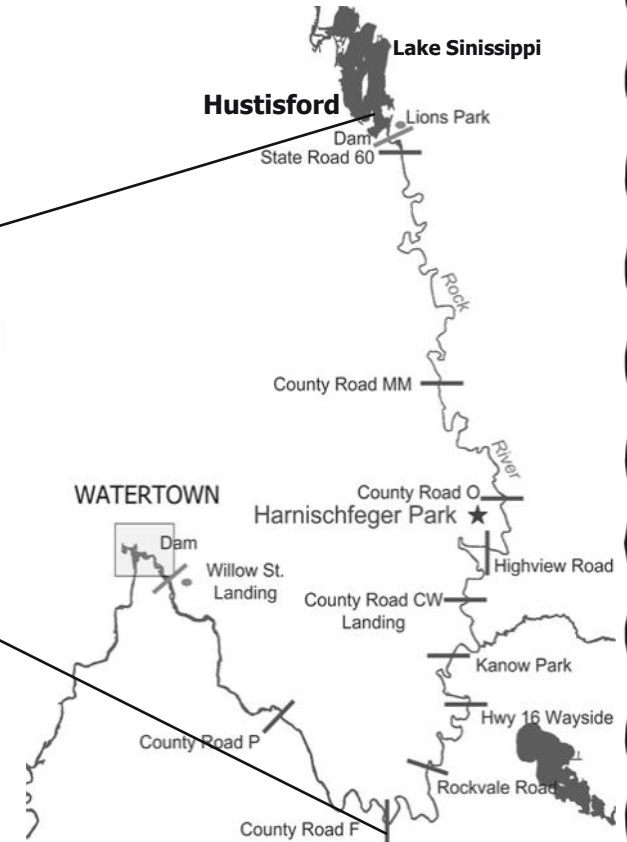 Lake Sinissippi
Hustisford
Lions Park
Dam
State Road 60
Rock
County Road MM
River
County Road O
WATERTOWN
Harnischfeger Park
Dam
Highview Road
Willow St.
Landing
County Road CW
Landing
Kanow Park
Hwy 16 Wayside
County Road P
Rockvale Road
County Road F